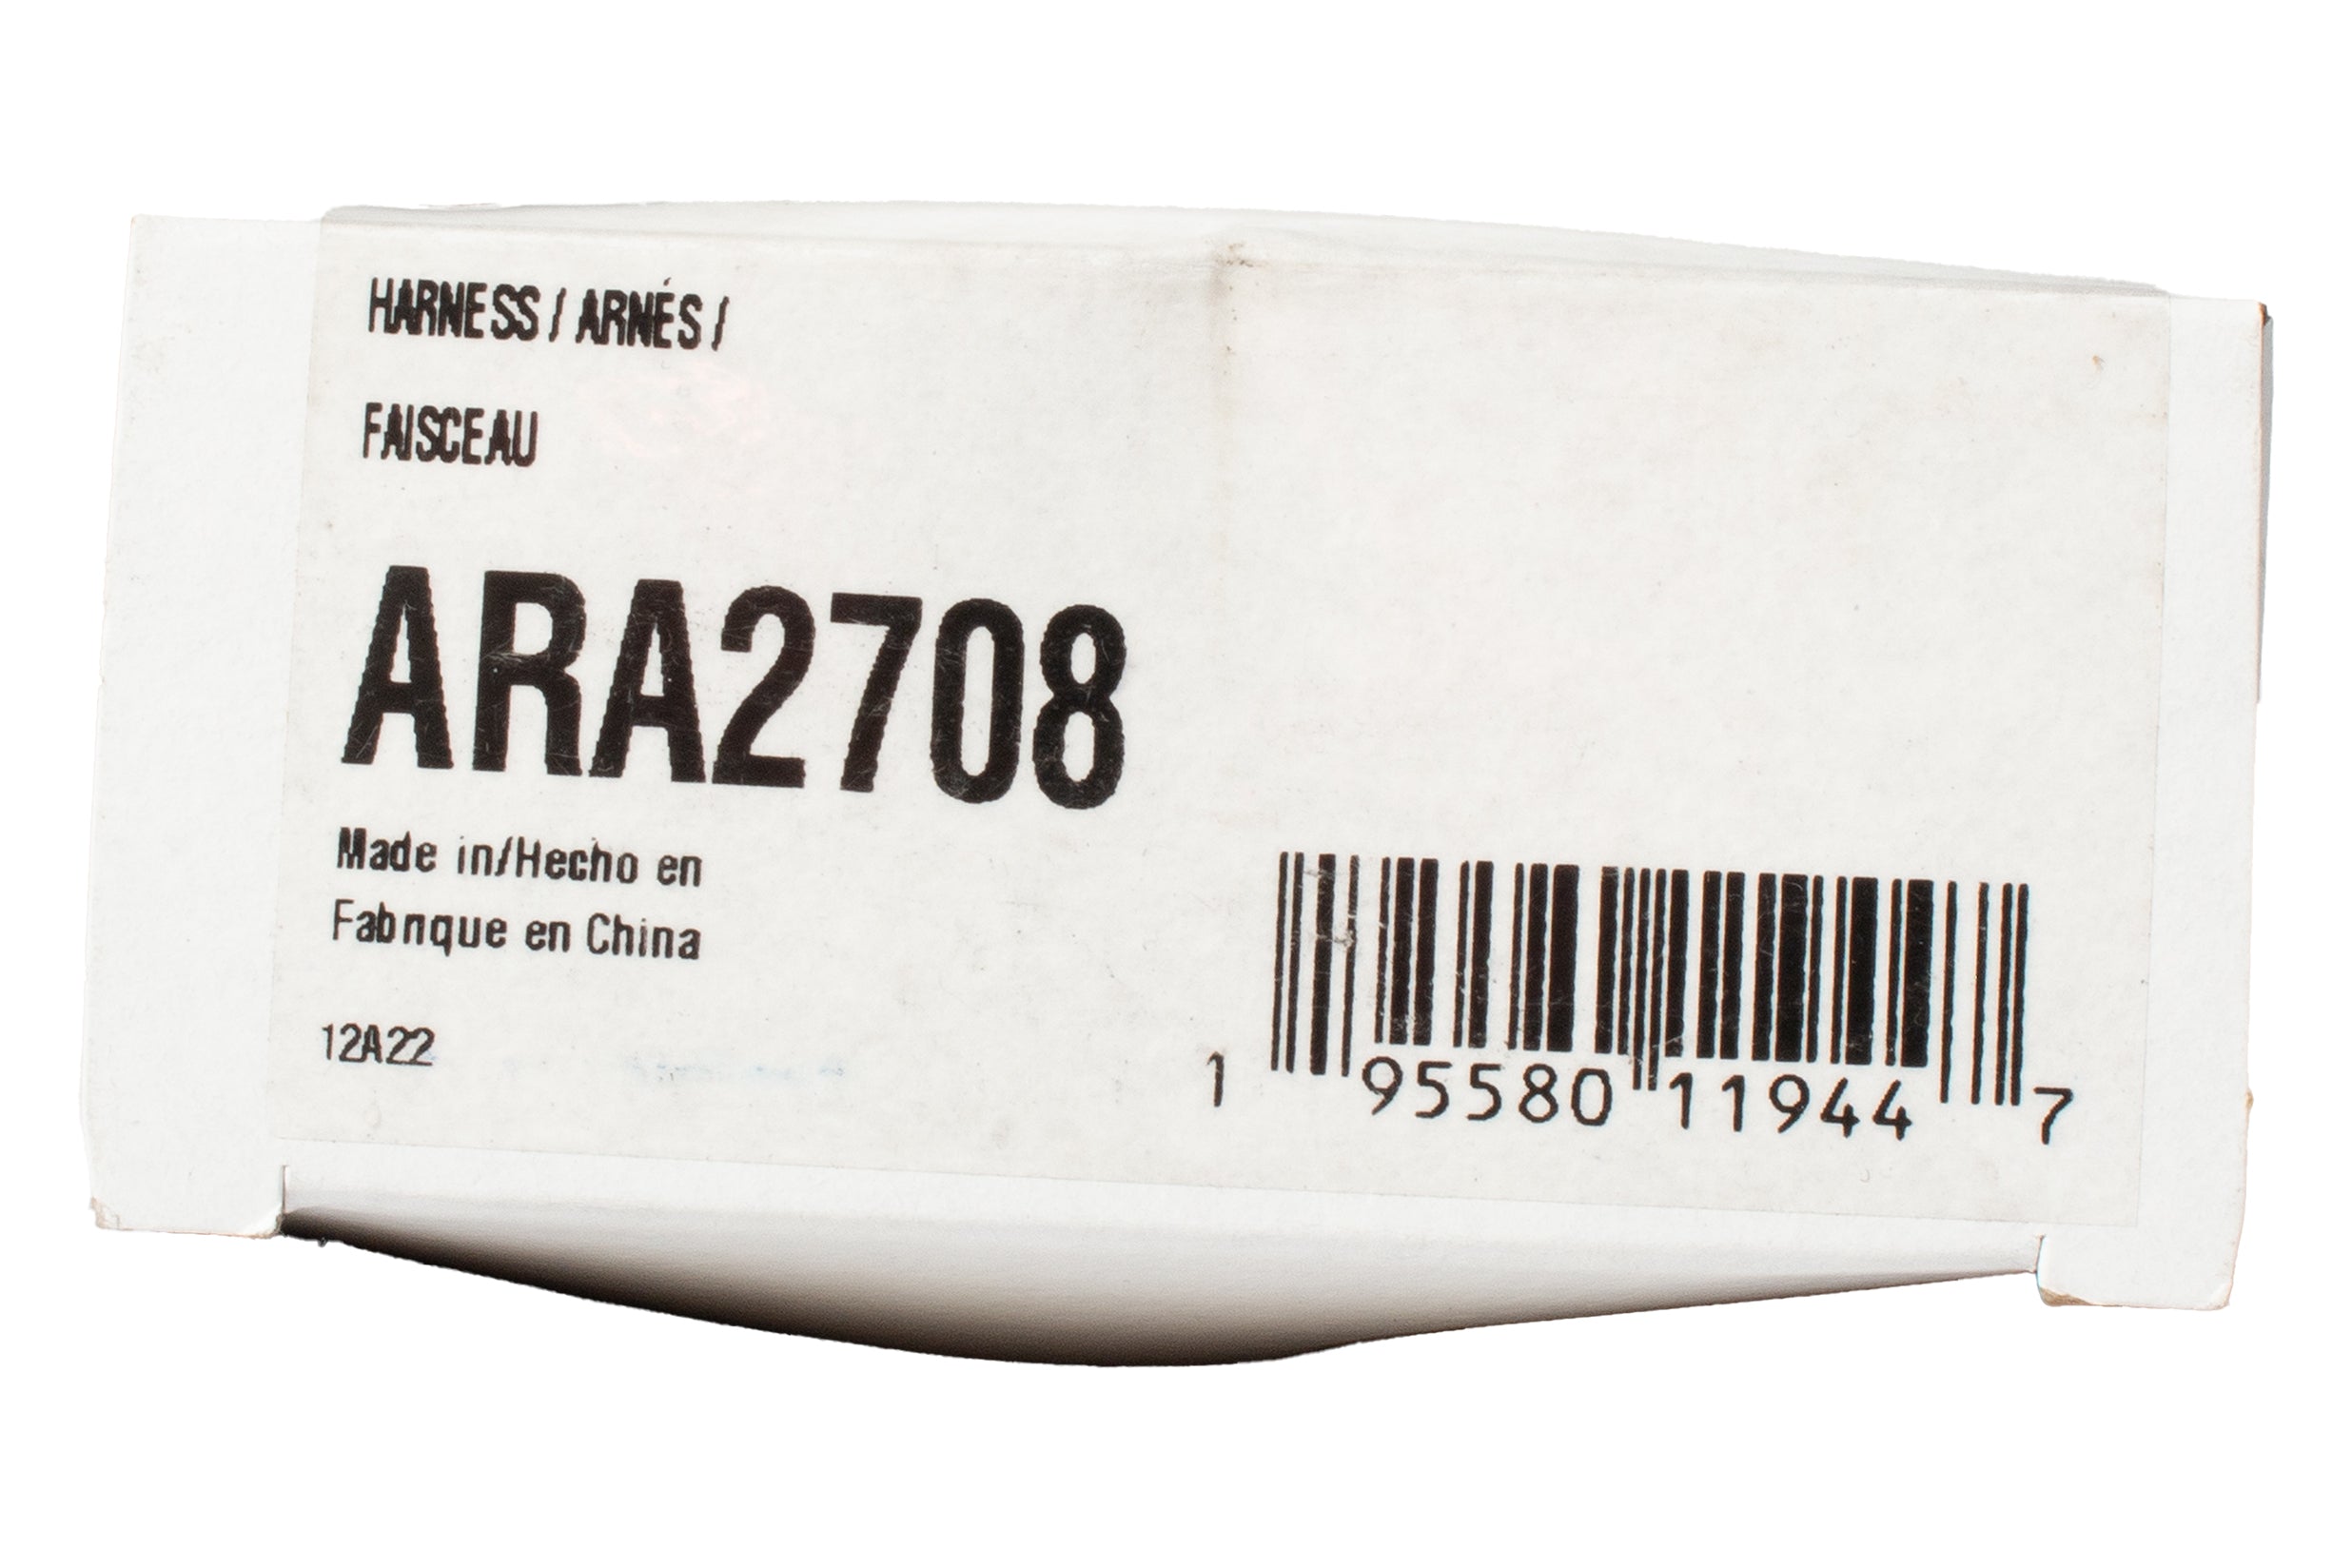 HARNESS / ARNÉS /
FAISCEAU
ARA2708
Made in/Hecho en
Fabrique en China
12A22
1 95580 11944 7